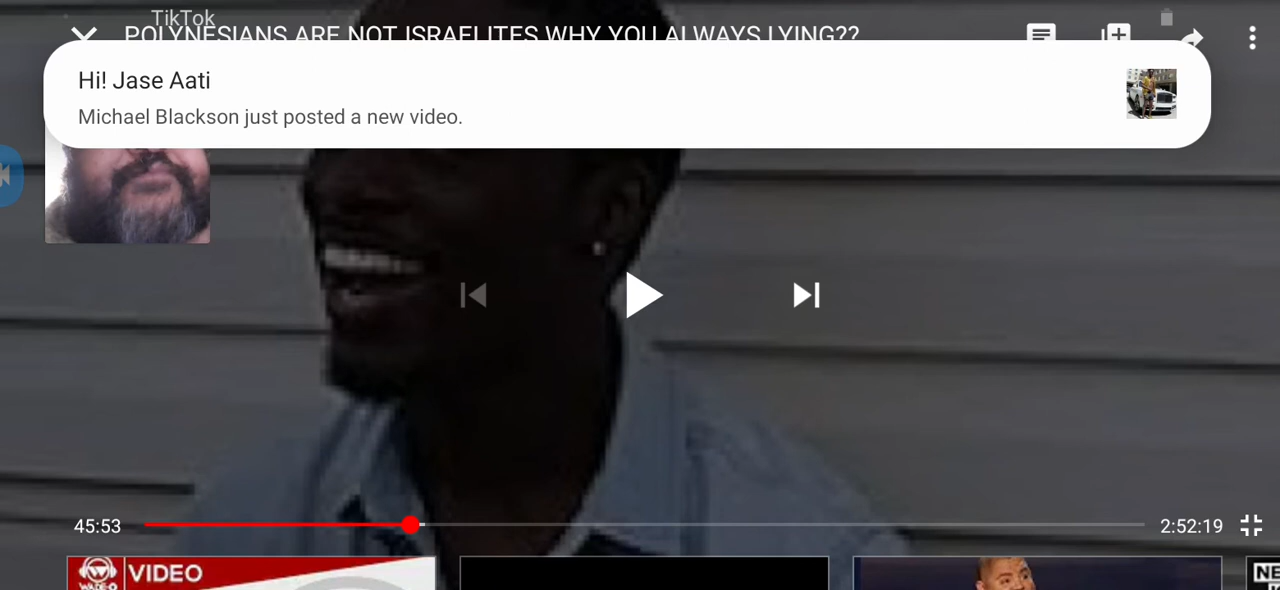 TikTok
POLYNESIANS ARE NOT ISRAELITES WHY YOU ALWAYS LYING??
Hi! Jase Aati
Michael Blackson just posted a new video.
45:53
2:52:19
VIDEO
NE